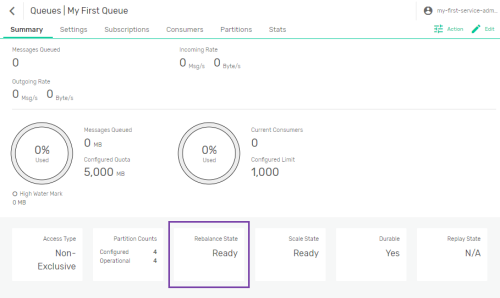 Queues | My First Queue
my-first-service-adm...
Summary Settings Subscriptions Consumers Partitions Stats
Action Edit
Messages Queued
0
Incoming Rate
0 Msg/s 0 Byte/s
Outgoing Rate
0 Msg/s 0 Byte/s
0%
Used
Messages Queued
0 MB
Configured Quota
5,000 MB
High Water Mark
0 MB
0%
Used
Current Consumers
0
Configured Limit
1,000
Access Type
Non-
Exclusive
Partition Counts
Configured 4
Operational 4
Rebalance State
Ready
Scale State
Ready
Durable
Yes
Replay State
N/A